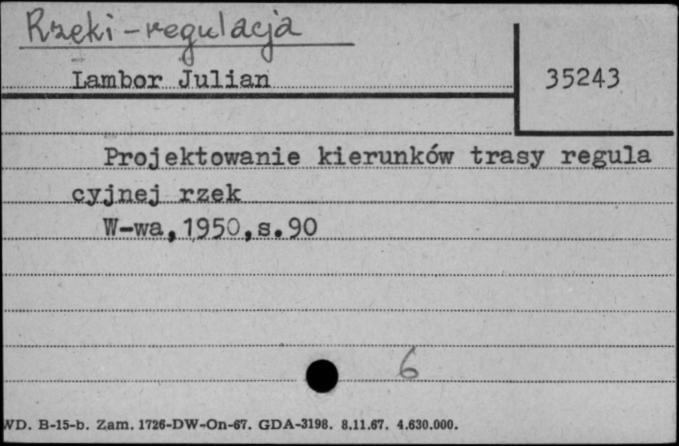 Rzeki-regulacja
Lambor Julian
35243
Projektowanie kierunków trasy regula
cyjnej rzek
W-wa,1950,s.90
6
WD. B-15-b. Zam. 1726-DW-On-67. GDA-3198. 8.11.67. 4.630.000.